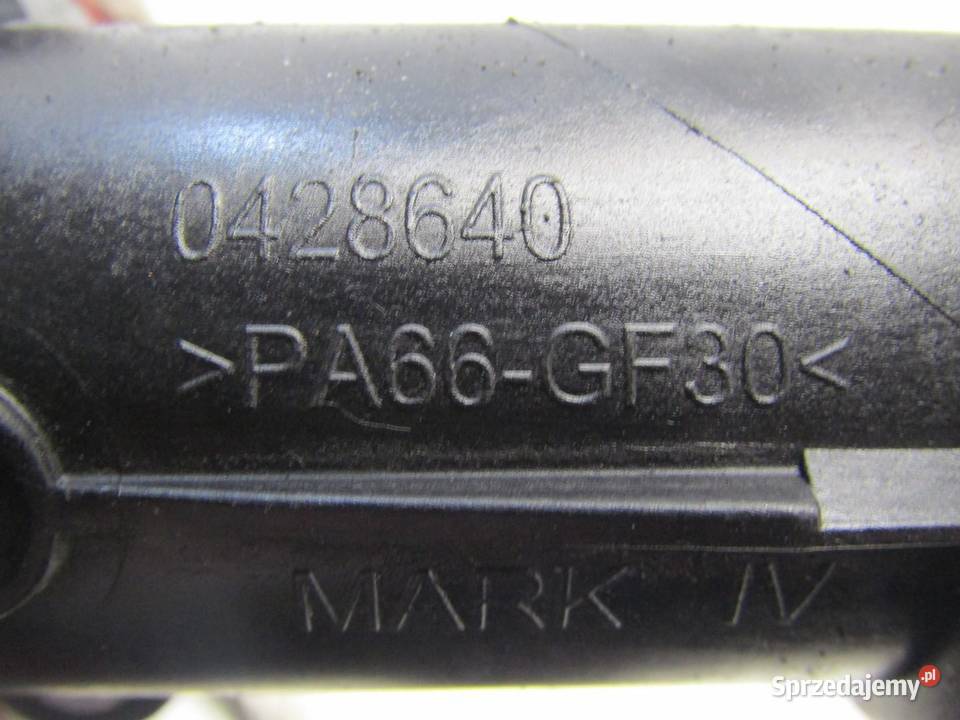 0428640
>PA66-GF30<
MARK IV
Sprzedajemy.pl